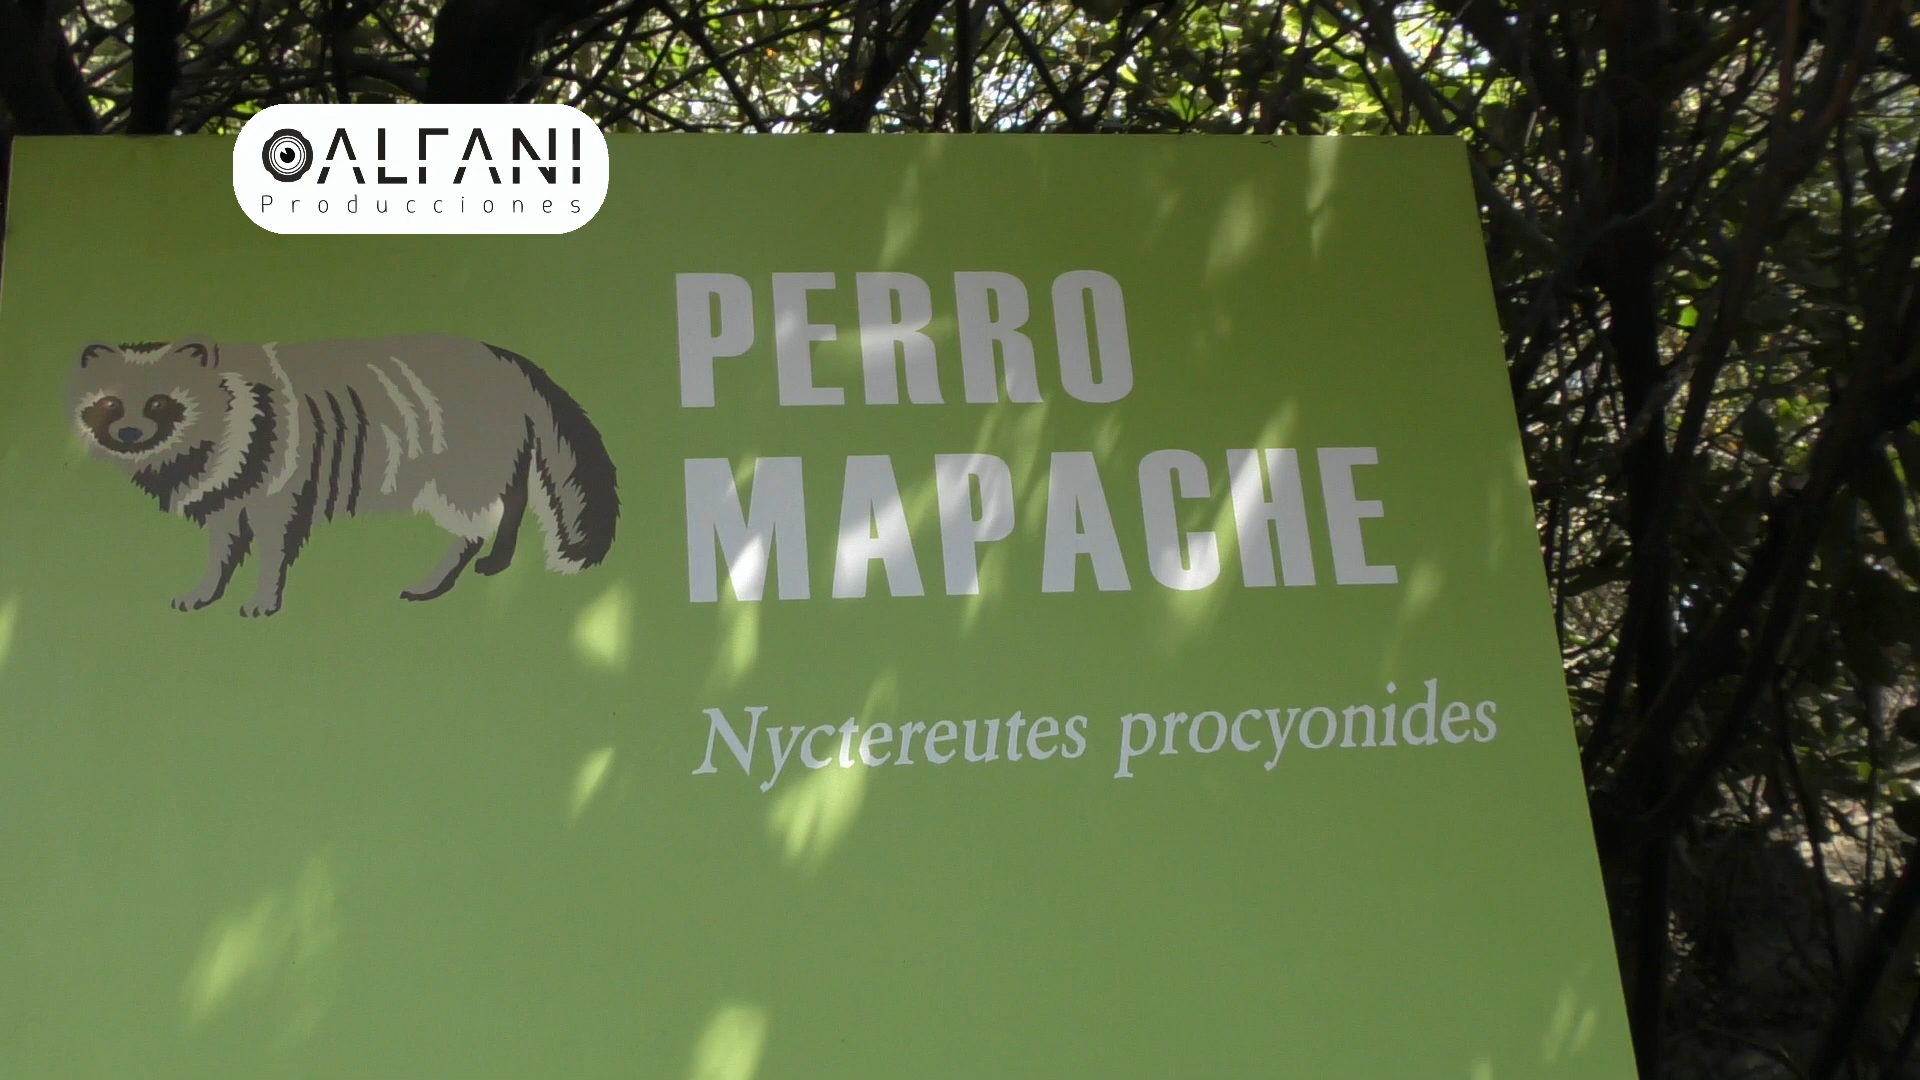 ALFANI
Producciones
PERRO
MAPACHE
Nyctereutes procyonides